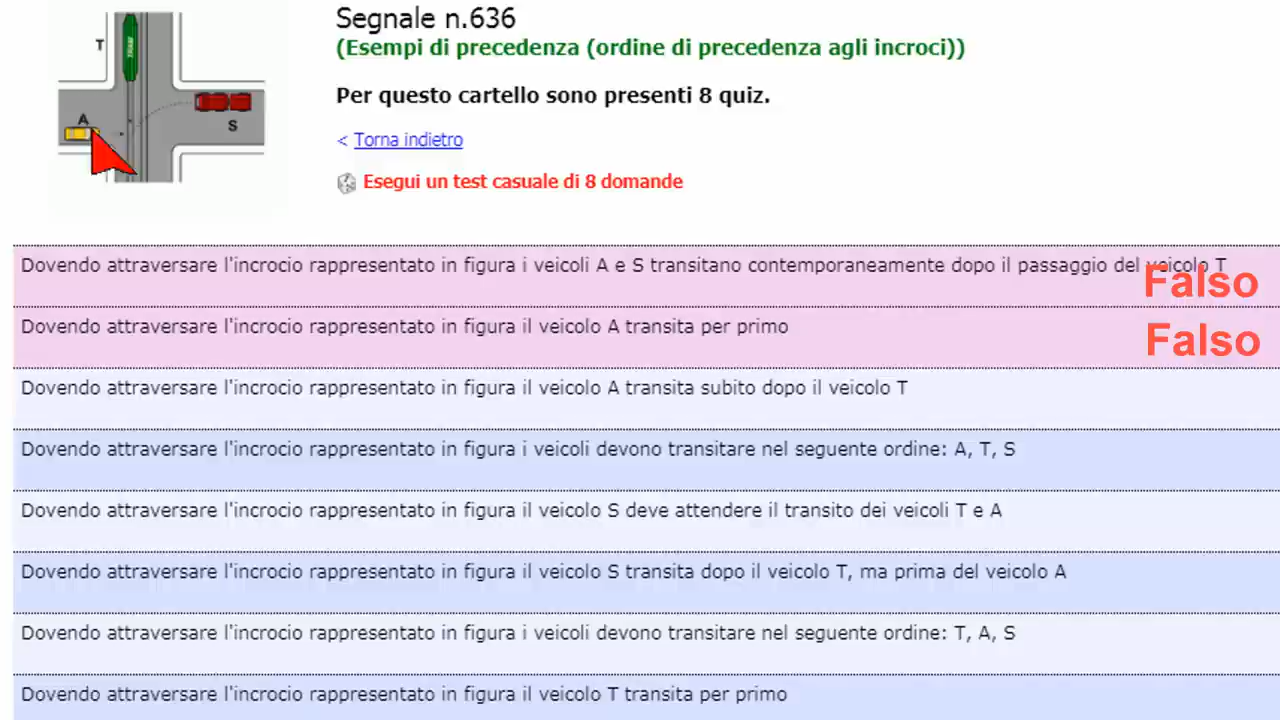 T
TRAM
A
S
Segnale n.636
(Esempi di precedenza (ordine di precedenza agli incroci))
Per questo cartello sono presenti 8 quiz.
< Torna indietro
Esegui un test casuale di 8 domande
Dovendo attraversare l'incrocio rappresentato in figura i veicoli A e S transitano contemporaneamente dopo il passaggio del veicolo T
Falso
Dovendo attraversare l'incrocio rappresentato in figura il veicolo A transita per primo
Falso
Dovendo attraversare l'incrocio rappresentato in figura il veicolo A transita subito dopo il veicolo T
Dovendo attraversare l'incrocio rappresentato in figura i veicoli devono transitare nel seguente ordine: A, T, S
Dovendo attraversare l'incrocio rappresentato in figura il veicolo S deve attendere il transito dei veicoli T e A
Dovendo attraversare l'incrocio rappresentato in figura il veicolo S transita dopo il veicolo T, ma prima del veicolo A
Dovendo attraversare l'incrocio rappresentato in figura i veicoli devono transitare nel seguente ordine: T, A, S
Dovendo attraversare l'incrocio rappresentato in figura il veicolo T transita per primo